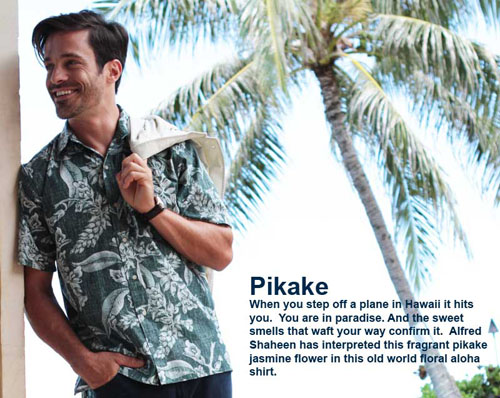 Pikake
When you step off a plane in Hawaii it hits
you.  You are in paradise. And the sweet
smells that waft your way confirm it.  Alfred
Shaheen has interpreted this fragrant pikake
jasmine flower in this old world floral aloha
shirt.